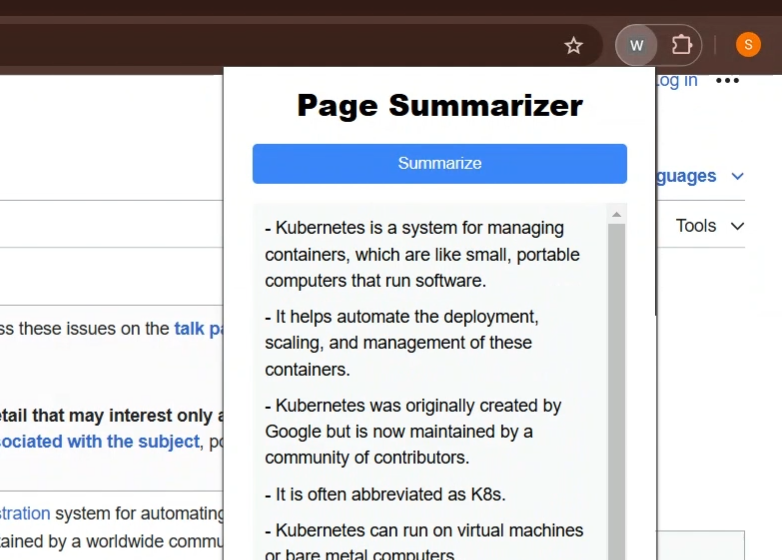 W
S
Log in
Page Summarizer
Summarize
guages
Tools
- Kubernetes is a system for managing
containers, which are like small, portable
computers that run software.
- It helps automate the deployment,
scaling, and management of these
containers.
- Kubernetes was originally created by
Google but is now maintained by a
community of contributors.
- It is often abbreviated as K8s.
- Kubernetes can run on virtual machines
or bare metal computers.
ss these issues on the talk pa
etail that may interest only a
sociated with the subject, po
stration system for automating
tained by a worldwide commu